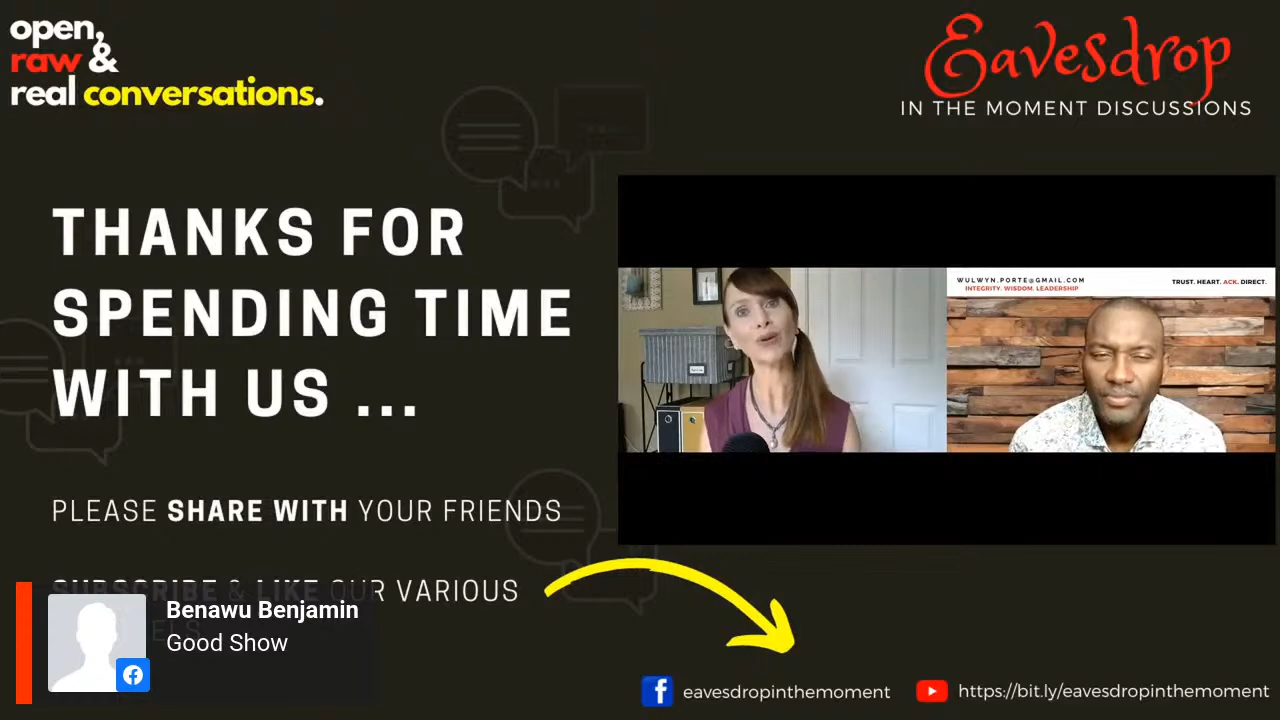 open,
raw &
real conversations.
Eavesdrop
IN THE MOMENT DISCUSSIONS
THANKS FOR
SPENDING TIME
WITH US ...
WULWYN.PORTE@GMAIL.COM
INTEGRITY. WISDOM. LEADERSHIP
TRUST. HEART. ACK. DIRECT.
PLEASE SHARE WITH YOUR FRIENDS
SUBSCRIBE & LIKE OUR VARIOUS
Benawu Benjamin
Good Show
eavesdropinthemoment
https://bit.ly/eavesdropinthemoment